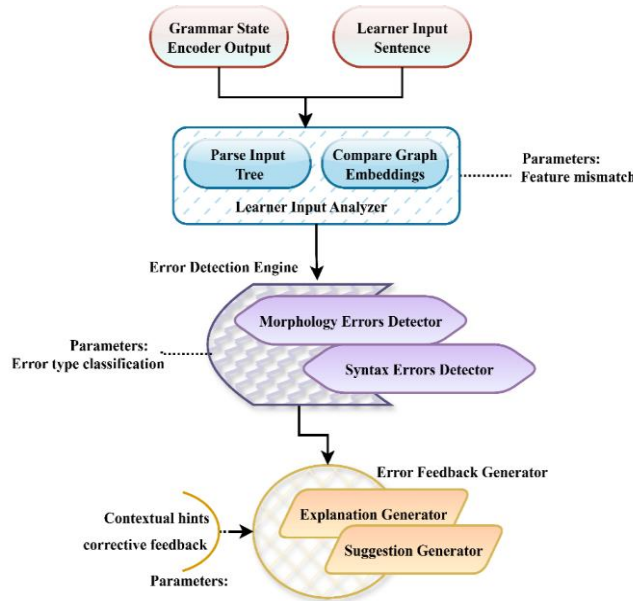 Grammar State
Encoder Output
Learner Input
Sentence
Parse Input
Tree
Compare Graph
Embeddings
Learner Input Analyzer
Parameters:
Feature mismatch
Error Detection Engine
Morphology Errors Detector
Syntax Errors Detector
Parameters:
Error type classification
Error Feedback Generator
Explanation Generator
Suggestion Generator
Contextual hints
corrective feedback
Parameters: